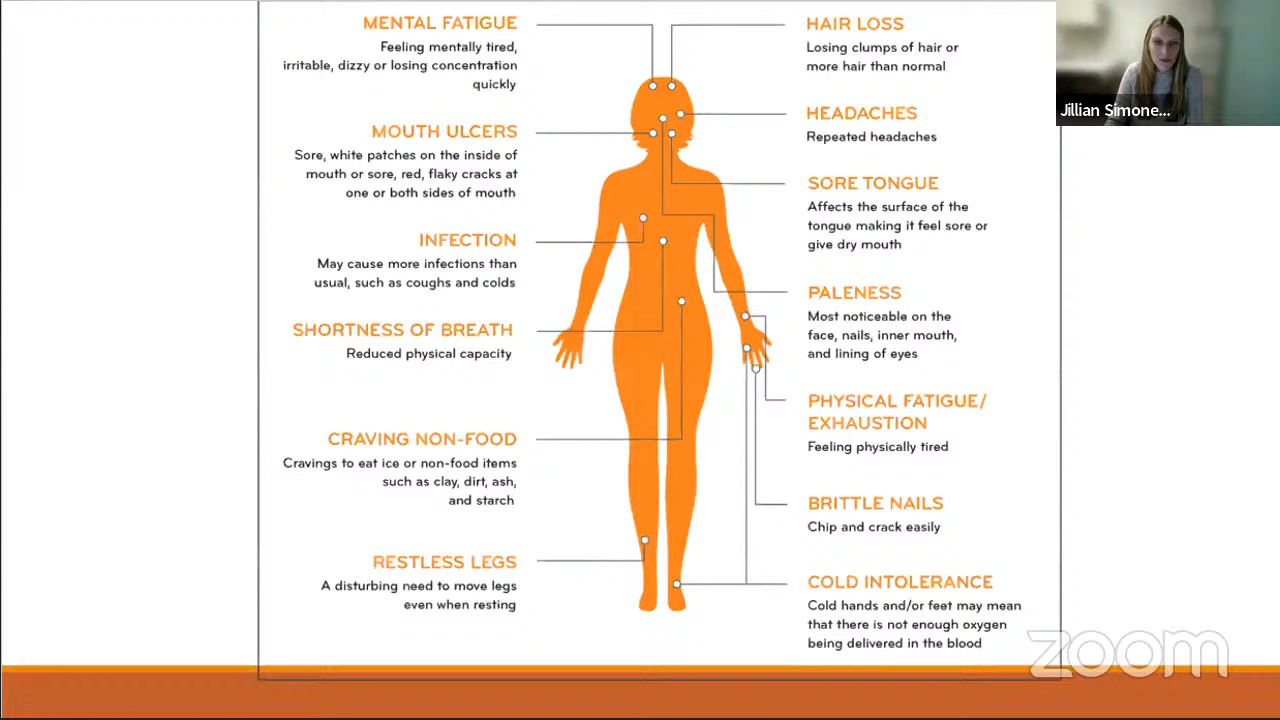 MENTAL FATIGUE
Feeling mentally tired,
irritable, dizzy or losing concentration
quickly
MOUTH ULCERS
Sore, white patches on the inside of
mouth or sore, red, flaky cracks at
one or both sides of mouth
INFECTION
May cause more infections than
usual, such as coughs and colds
SHORTNESS OF BREATH
Reduced physical capacity
CRAVING NON-FOOD
Cravings to eat ice or non-food items
such as clay, dirt, ash,
and starch
RESTLESS LEGS
A disturbing need to move legs
even when resting
HAIR LOSS
Losing clumps of hair or
more hair than normal
HEADACHES
Repeated headaches
SORE TONGUE
Affects the surface of the
tongue making it feel sore or
give dry mouth
PALENESS
Most noticeable on the
face, nails, inner mouth,
and lining of eyes
PHYSICAL FATIGUE/
EXHAUSTION
Feeling physically tired
BRITTLE NAILS
Chip and crack easily
COLD INTOLERANCE
Cold hands and/or feet may mean
that there is not enough oxygen
being delivered in the blood
Jillian Simone...
zoom